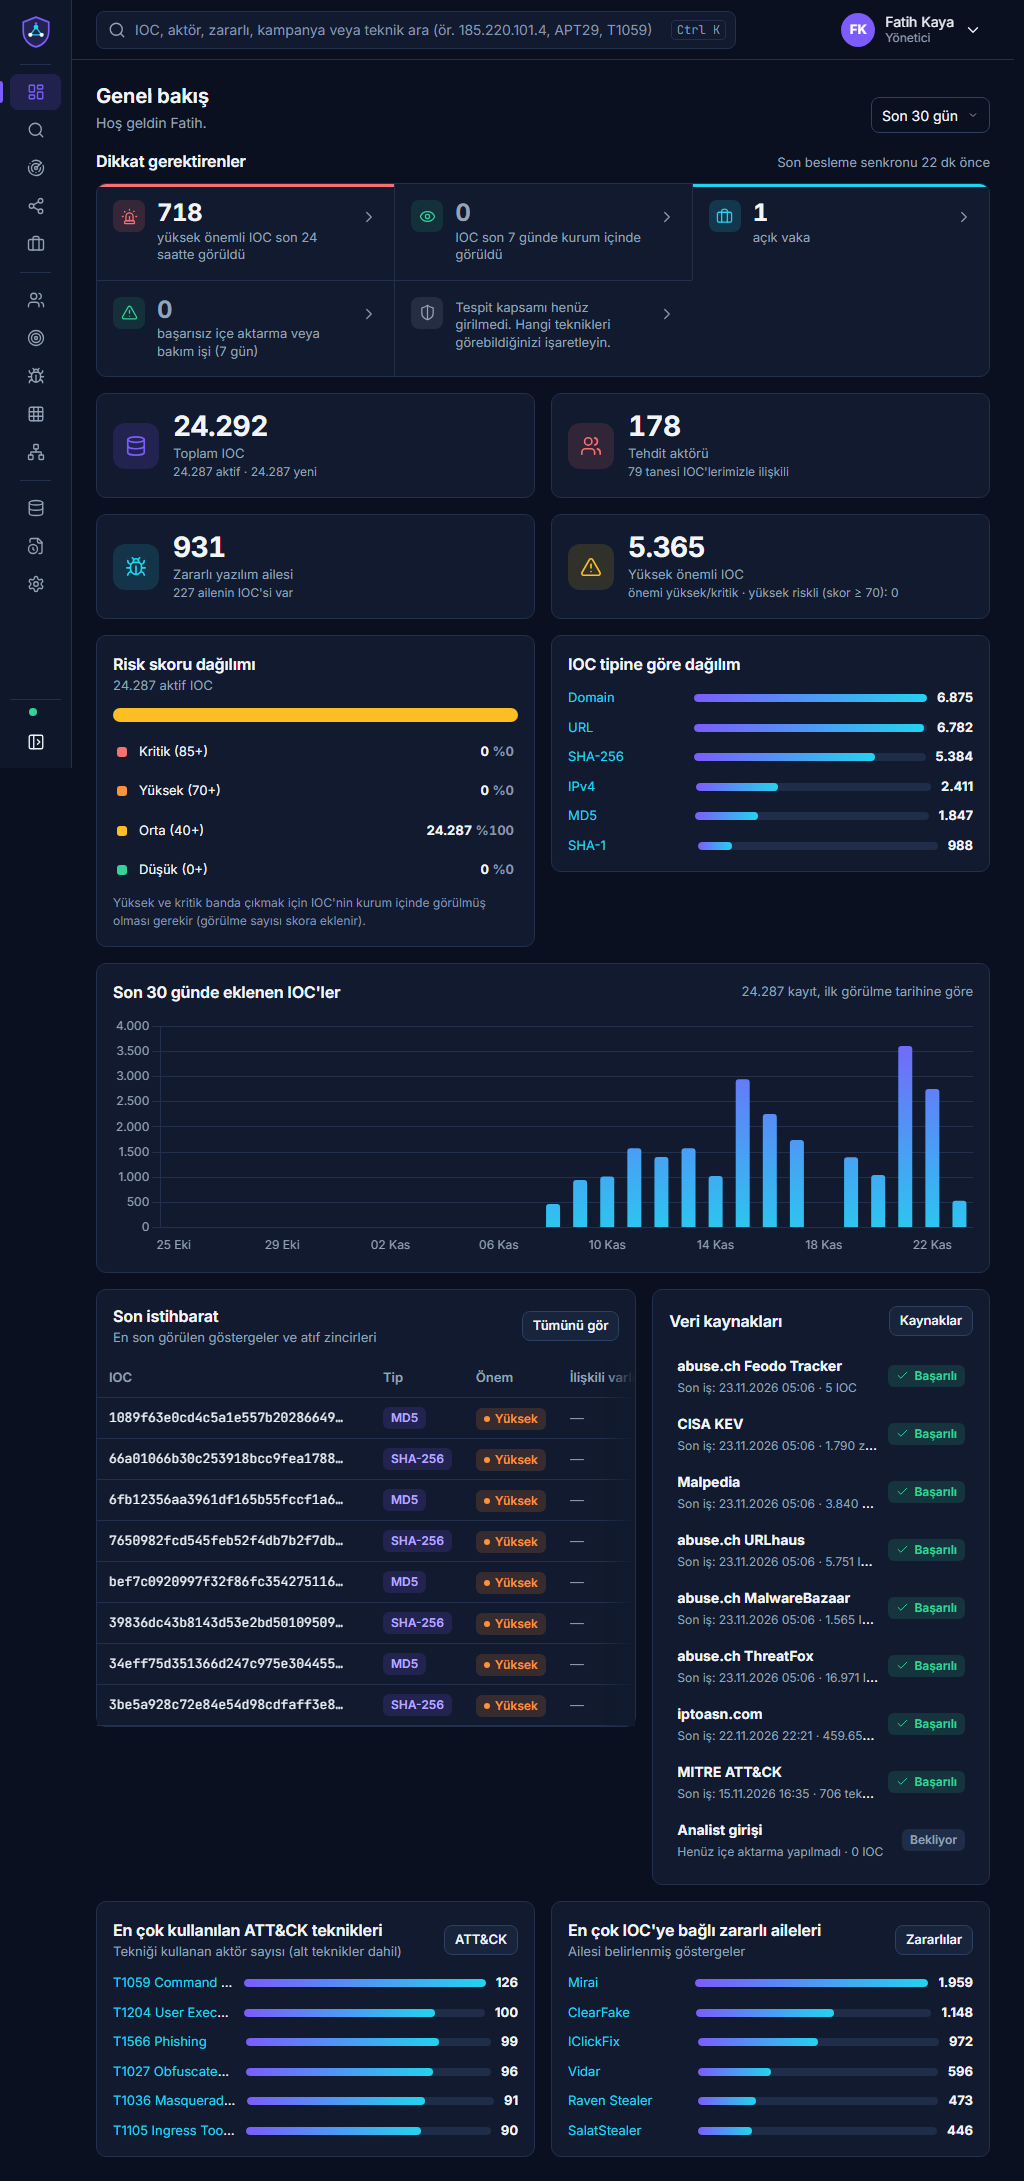 IOC, aktör, zararlı, kampanya veya teknik ara (ör. 185.220.101.4, APT29, T1059)
Ctrl K
FK
Fatih Kaya
Yönetici
Genel bakış
Hoş geldin Fatih.
Son 30 gün
Dikkat gerektirenler
Son besleme senkronu 22 dk önce
718
yüksek önemli IOC son 24
saatte görüldü
0
IOC son 7 günde kurum içinde
görüldü
1
açık vaka
0
başarısız içe aktarma veya
bakım işi (7 gün)
Tespit kapsamı henüz
girilmedi. Hangi teknikleri
görebildiğinizi işaretleyin.
24.292
Toplam IOC
24.287 aktif · 24.287 yeni
178
Tehdit aktörü
79 tanesi IOC'lerimizle ilişkili
931
Zararlı yazılım ailesi
227 ailenin IOC'si var
5.365
Yüksek önemli IOC
önemi yüksek/kritik · yüksek riskli (skor ≥ 70): 0
Risk skoru dağılımı
24.287 aktif IOC
Kritik (85+) 0 %0
Yüksek (70+) 0 %0
Orta (40+) 24.287 %100
Düşük (0+) 0 %0
Yüksek ve kritik banda çıkmak için IOC'nin kurum içinde görülmüş
olması gerekir (görülme sayısı skora eklenir).
IOC tipine göre dağılım
Domain 6.875
URL 6.782
SHA-256 5.384
IPv4 2.411
MD5 1.847
SHA-1 988
Son 30 günde eklenen IOC'ler
24.287 kayıt, ilk görülme tarihine göre
4.000
3.500
3.000
2.500
2.000
1.500
1.000
500
0
25 Eki 29 Eki 02 Kas 06 Kas 10 Kas 14 Kas 18 Kas 22 Kas
Son istihbarat
En son görülen göstergeler ve atıf zincirleri
Tümünü gör
IOC Tip Önem İlişkili varl
1089f63e0cd4c5a1e557b20286649… MD5 Yüksek —
66a01066b30c253918bcc9fea1788… SHA-256 Yüksek —
6fb12356aa3961df165b55fccf1a6… MD5 Yüksek —
7650982fcd545feb52f4db7b2f7db… SHA-256 Yüksek —
bef7c0920997f32f86fc354275116… MD5 Yüksek —
39836dc43b8143d53e2bd50109509… SHA-256 Yüksek —
34eff75d351366d247c975e304455… MD5 Yüksek —
3be5a928c72e84e54d98cdfaff3e8… SHA-256 Yüksek —
Veri kaynakları
Kaynaklar
abuse.ch Feodo Tracker
Son iş: 23.11.2026 05:06 · 5 IOC
Başarılı
CISA KEV
Son iş: 23.11.2026 05:06 · 1.790 z...
Başarılı
Malpedia
Son iş: 23.11.2026 05:06 · 3.840 ...
Başarılı
abuse.ch URLhaus
Son iş: 23.11.2026 05:06 · 5.751 I...
Başarılı
abuse.ch MalwareBazaar
Son iş: 23.11.2026 05:06 · 1.565 I...
Başarılı
abuse.ch ThreatFox
Son iş: 23.11.2026 05:06 · 16.971 I...
Başarılı
iptoasn.com
Son iş: 22.11.2026 22:21 · 459.65...
Başarılı
MITRE ATT&CK
Son iş: 15.11.2026 16:35 · 706 tek...
Başarılı
Analist girişi
Henüz içe aktarma yapılmadı · 0 IOC
Bekliyor
En çok kullanılan ATT&CK teknikleri
Tekniği kullanan aktör sayısı (alt teknikler dahil)
ATT&CK
T1059 Command ... 126
T1204 User Exec... 100
T1566 Phishing 99
T1027 Obfuscate... 96
T1036 Masquerad... 91
T1105 Ingress Too... 90
En çok IOC'ye bağlı zararlı aileleri
Ailesi belirlenmiş göstergeler
Zararlılar
Mirai 1.959
ClearFake 1.148
IClickFix 972
Vidar 596
Raven Stealer 473
SalatStealer 446